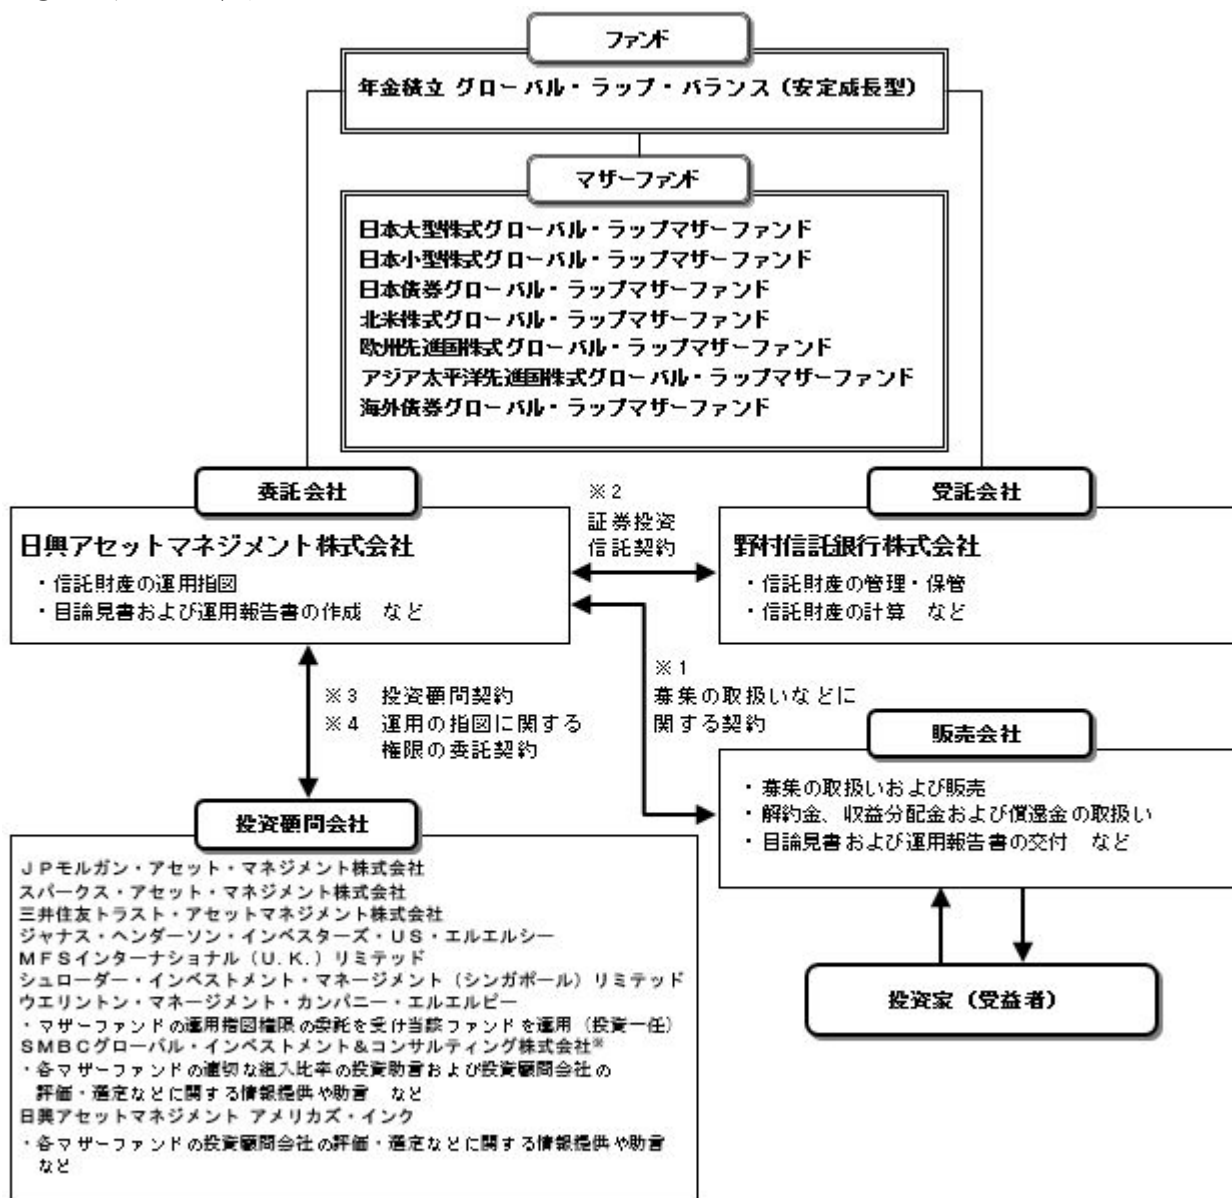 ファンド
年金積立 グローバル・ラップ・バランス（安定成長型）
マザーファンド
日本大型株式グローバル・ラップマザーファンド
日本小型株式グローバル・ラップマザーファンド
日本債券グローバル・ラップマザーファンド
北米株式グローバル・ラップマザーファンド
欧州先進国株式グローバル・ラップマザーファンド
アジア太平洋先進国株式グローバル・ラップマザーファンド
海外債券グローバル・ラップマザーファンド
委託会社
日興アセットマネジメント株式会社
・信託財産の運用指図
・目論見書および運用報告書の作成　など
※２
証券投資
信託契約
受託会社
野村信託銀行株式会社
・信託財産の管理・保管
・信託財産の計算　など
※３　投資顧問契約
※４　運用の指図に関する
権限の委託契約
※１
募集の取扱いなどに
関する契約
販売会社
・募集の取扱いおよび販売
・解約金、収益分配金および償還金の取扱い
・目論見書および運用報告書の交付　など
投資顧問会社
ＪＰモルガン・アセット・マネジメント株式会社
スパークス・アセット・マネジメント株式会社
三井住友トラスト・アセットマネジメント株式会社
ジャナス・ヘンダーソン・インベスターズ・ＵＳ・エルエルシー
ＭＦＳインターナショナル（Ｕ.Ｋ.）リミテッド
シュローダー・インベストメント・マネージメント（シンガポール）リミテッド
ウエリントン・マネージメント・カンパニー・エルエルピー
・マザーファンドの運用指図権限の委託を受け当該ファンドを運用（投資一任）
ＳＭＢＣグローバル・インベストメント＆コンサルティング株式会社※
・各マザーファンドの適切な組入比率の投資助言および投資顧問会社の
評価・選定などに関する情報提供や助言　など
日興アセットマネジメント アメリカズ・インク
・各マザーファンドの投資顧問会社の評価・選定などに関する情報提供や助言
など
投資家（受益者）